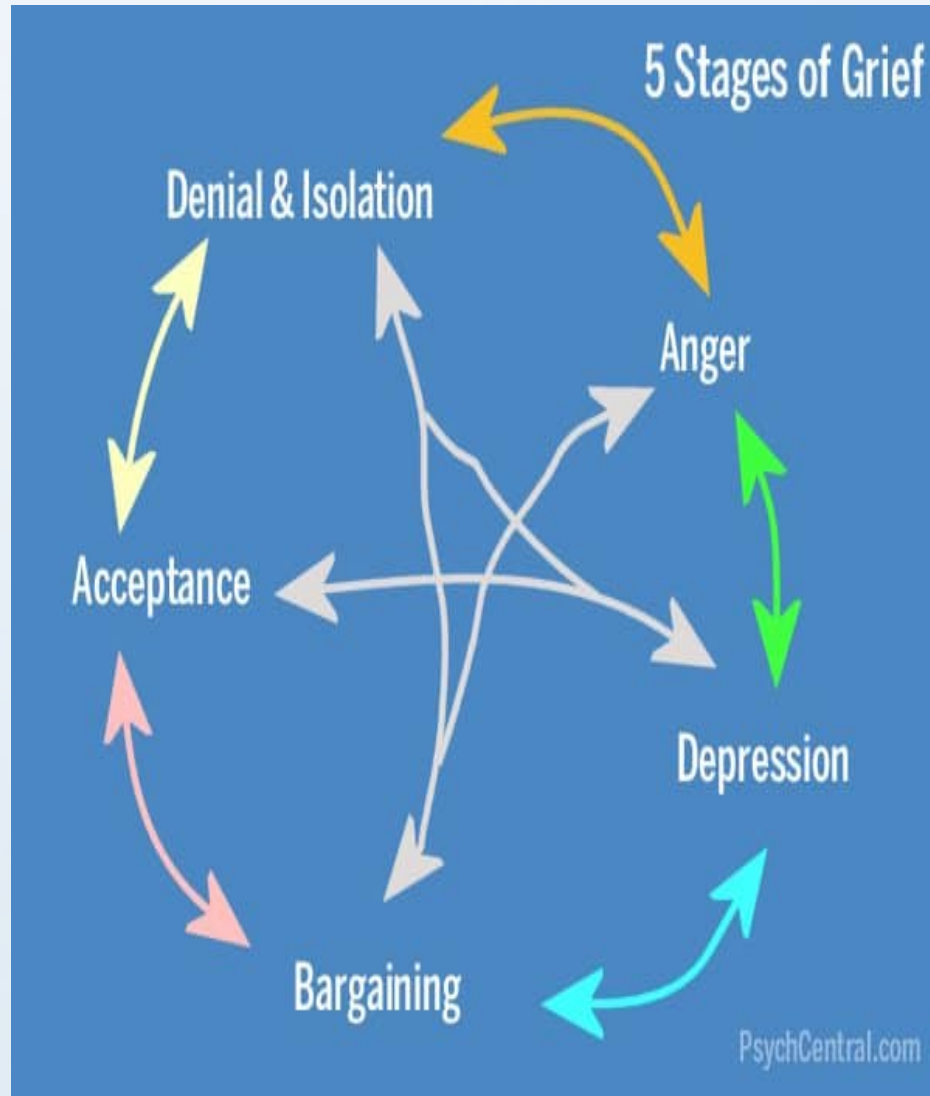 5 Stages of Grief
Denial & Isolation
Anger
Acceptance
Depression
Bargaining
PsychCentral.com